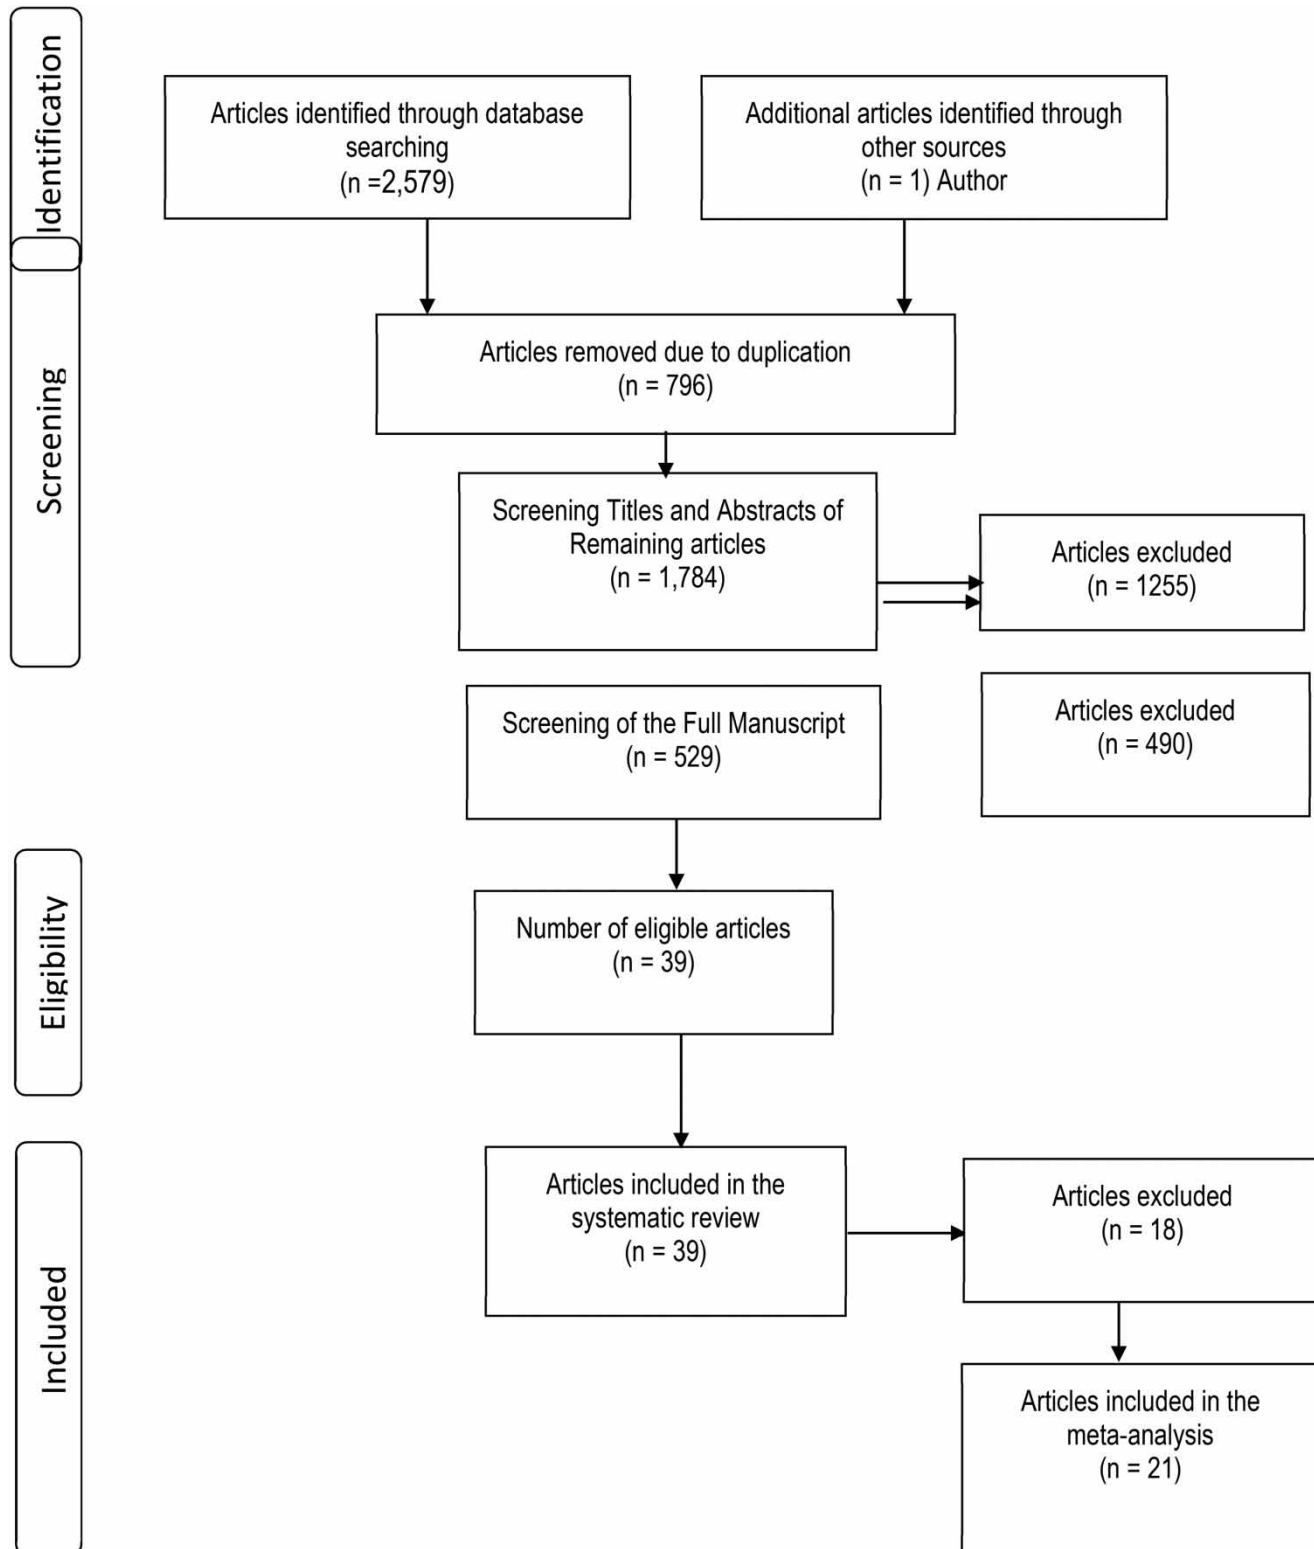 Identification
Articles identified through database
searching
(n =2,579)
Additional articles identified through
other sources
(n = 1) Author
Screening
Articles removed due to duplication
(n = 796)
Screening Titles and Abstracts of
Remaining articles
(n = 1,784)
Articles excluded
(n = 1255)
Screening of the Full Manuscript
(n = 529)
Articles excluded
(n = 490)
Eligibility
Number of eligible articles
(n = 39)
Included
Articles included in the
systematic review
(n = 39)
Articles excluded
(n = 18)
Articles included in the
meta-analysis
(n = 21)